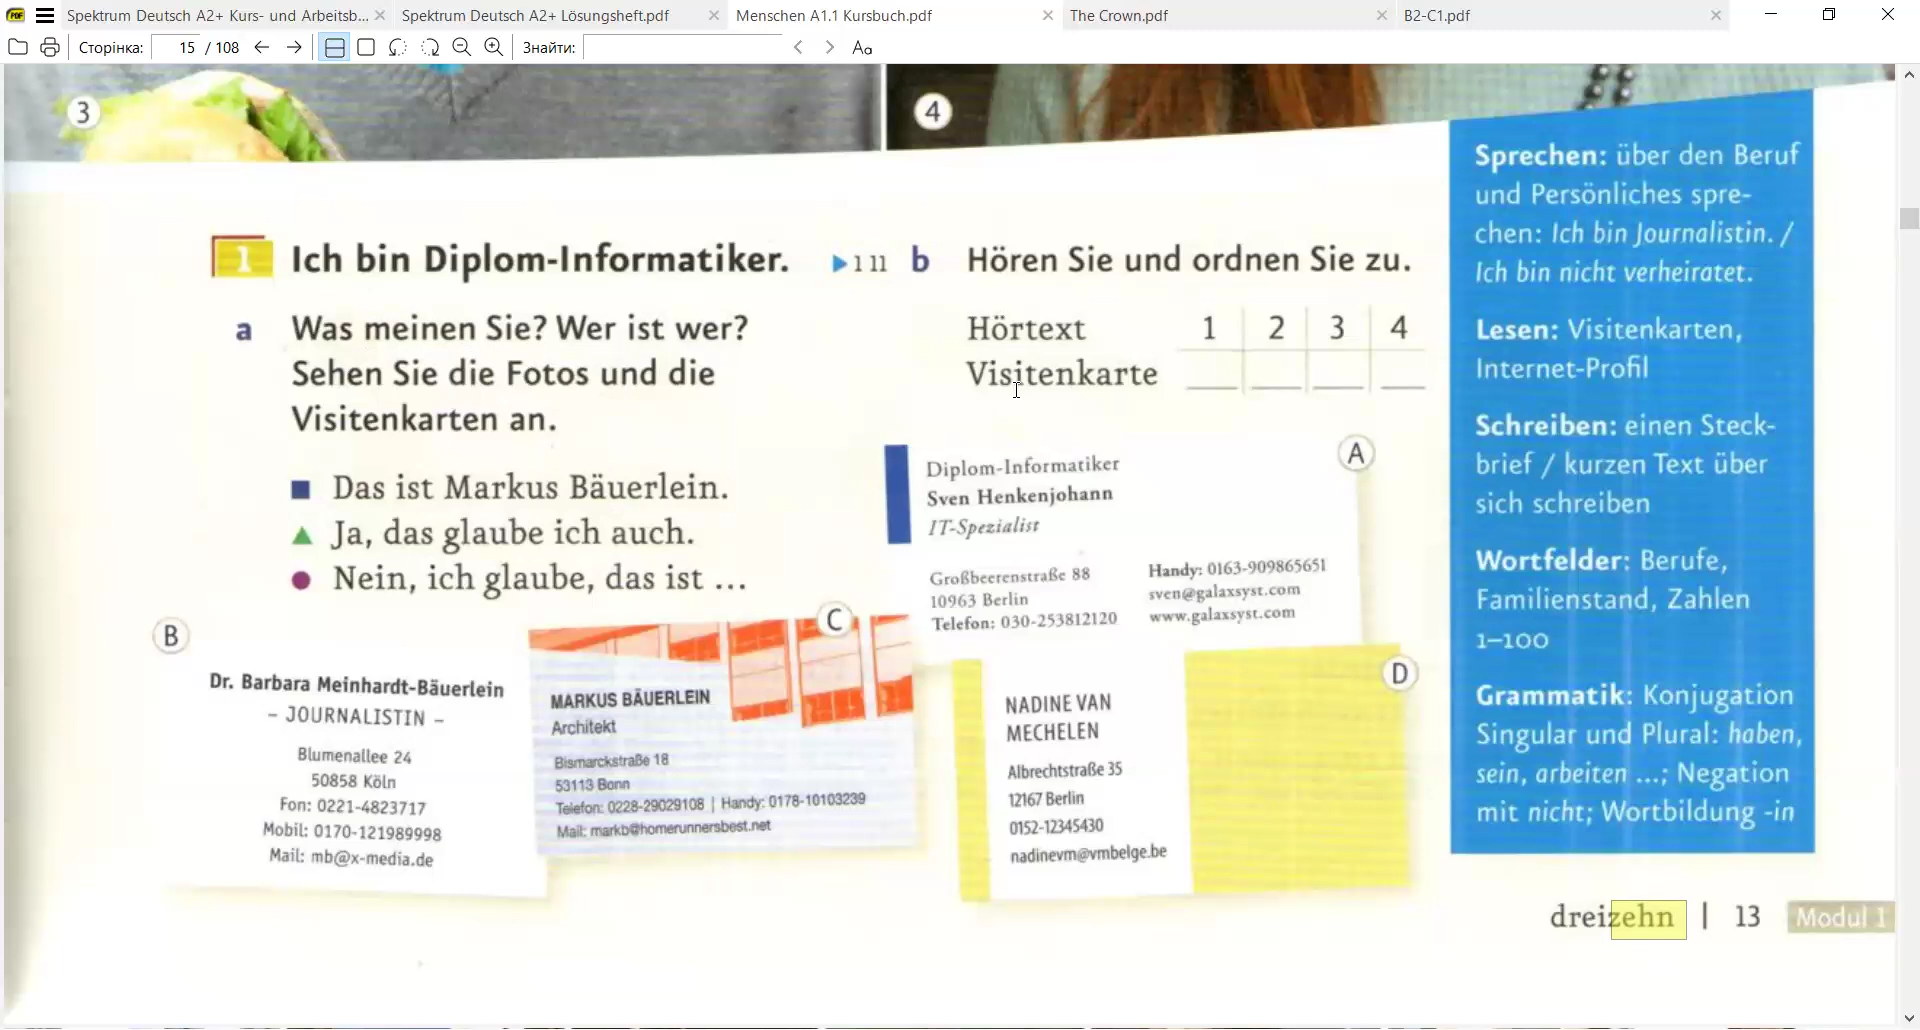 Spektrum Deutsch A2+ Kurs- und Arbeitsb...
Spektrum Deutsch A2+ Lösungsheft.pdf
Menschen A1.1 Kursbuch.pdf
The Crown.pdf
B2-C1.pdf
Сторінка: 15 / 108
Знайти:
Aa
3
4
1 Ich bin Diplom-Informatiker.
a Was meinen Sie? Wer ist wer?
Sehen Sie die Fotos und die
Visitenkarten an.
Das ist Markus Bäuerlein.
Ja, das glaube ich auch.
Nein, ich glaube, das ist ...
▶1 11 b Hören Sie und ordnen Sie zu.
Hörtext 1 2 3 4
Visitenkarte
A
Diplom-Informatiker
Sven Henkenjohann
IT-Spezialist
Großbeerenstraße 88
10963 Berlin
Telefon: 030-253812120
Handy: 0163-909865651
sven@galaxsyst.com
www.galaxsyst.com
B
Dr. Barbara Meinhardt-Bäuerlein
– JOURNALISTIN –
Blumenallee 24
50858 Köln
Fon: 0221-4823717
Mobil: 0170-121989998
Mail: mb@x-media.de
C
MARKUS BÄUERLEIN
Architekt
Bismarckstraße 18
53113 Bonn
Telefon: 0228-29029108 | Handy: 0178-10103239
Mail: markb@homerunnersbest.net
D
NADINE VAN
MECHELEN
Albrechtstraße 35
12167 Berlin
0152-12345430
nadinevm@vmbelge.be
Sprechen: über den Beruf
und Persönliches spre-
chen: Ich bin Journalistin. /
Ich bin nicht verheiratet.
Lesen: Visitenkarten,
Internet-Profil
Schreiben: einen Steck-
brief / kurzen Text über
sich schreiben
Wortfelder: Berufe,
Familienstand, Zahlen
1–100
Grammatik: Konjugation
Singular und Plural: haben,
sein, arbeiten ...; Negation
mit nicht; Wortbildung -in
dreizehn | 13 Modul 1